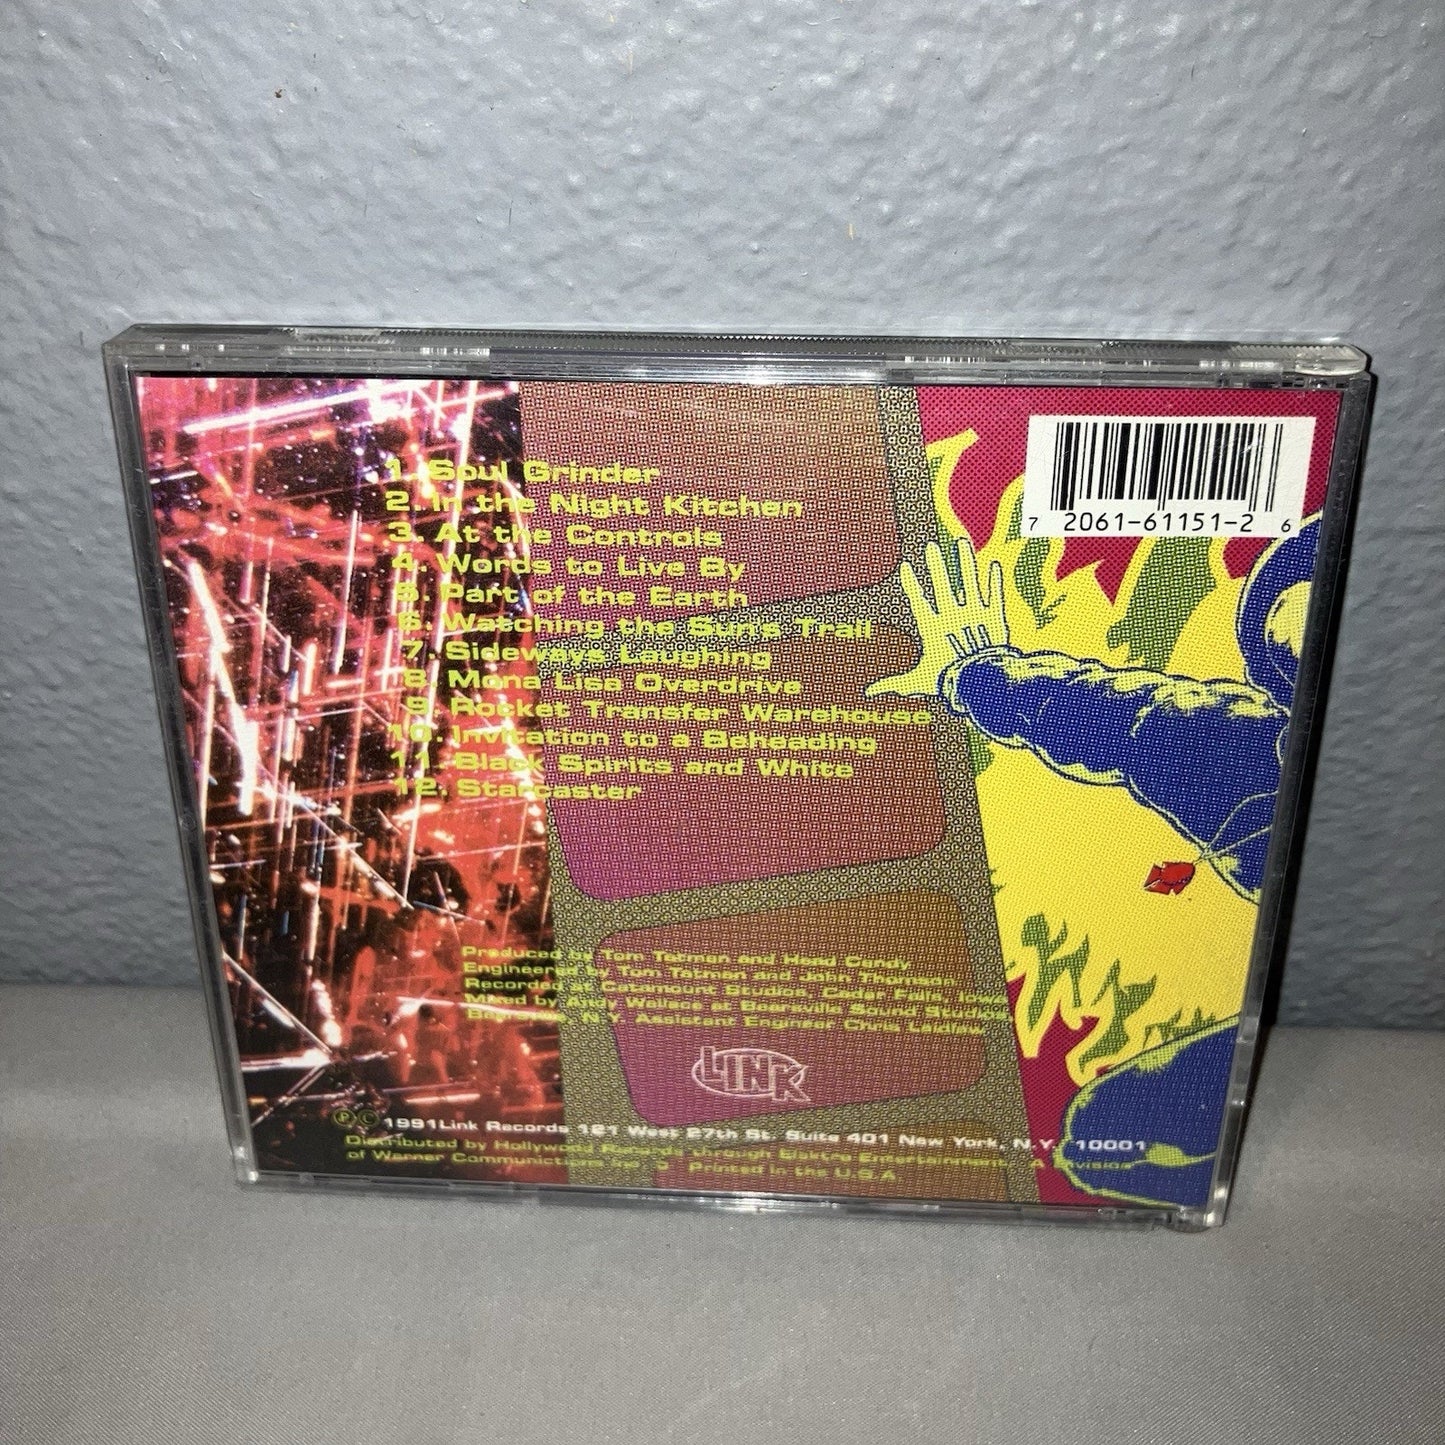 1. Soul Grinder
2. In the Night Kitchen
3. At the Controls
4. Words to Live By
5. Part of the Earth
6. Watching the Sun's Trail
7. Sideways Laughing
8. Mona Lisa Overdrive
9. Rocket Transfer Warehouse
10. Invitation to a Beheading
11. Black Spirits and White
12. Starcaster
7 2061-61151-2 6
Produced by Tom Tatman and Head Candy
Engineered by Tom Tatman and John Thomson
Recorded at Catamount Studios, Cedar Falls, Iowa
Mixed by Andy Wallace at Bearsville Sound Studios
Bearsville, N.Y. Assistant Engineer Chris Laidlaw
LINK
℗ © 1991 Link Records 121 West 27th St. Suite 401 New York, N.Y. 10001
Distributed by Hollywood Records through Elektra Entertainment, A Division
of Warner Communications Inc. Printed in the U.S.A